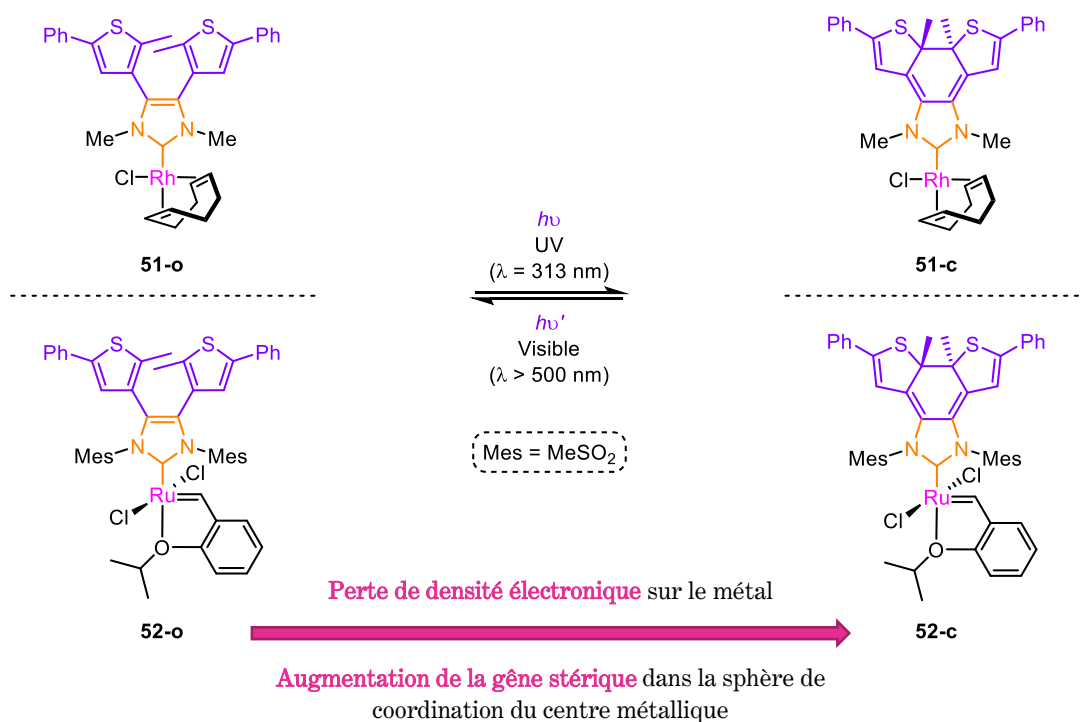 Ph S S Ph
N N
Me Me
Cl Rh
51-o
Ph S S Ph
N N
Me Me
Cl Rh
51-c
hυ
UV
(λ = 313 nm)
hυ'
Visible
(λ > 500 nm)
Mes = MeSO2
Ph S S Ph
N N
Mes Mes
Cl
Ru
Cl
O
52-o
Ph S S Ph
N N
Mes Mes
Cl
Ru
Cl
O
52-c
Perte de densité électronique sur le métal
Augmentation de la gêne stérique dans la sphère de
coordination du centre métallique